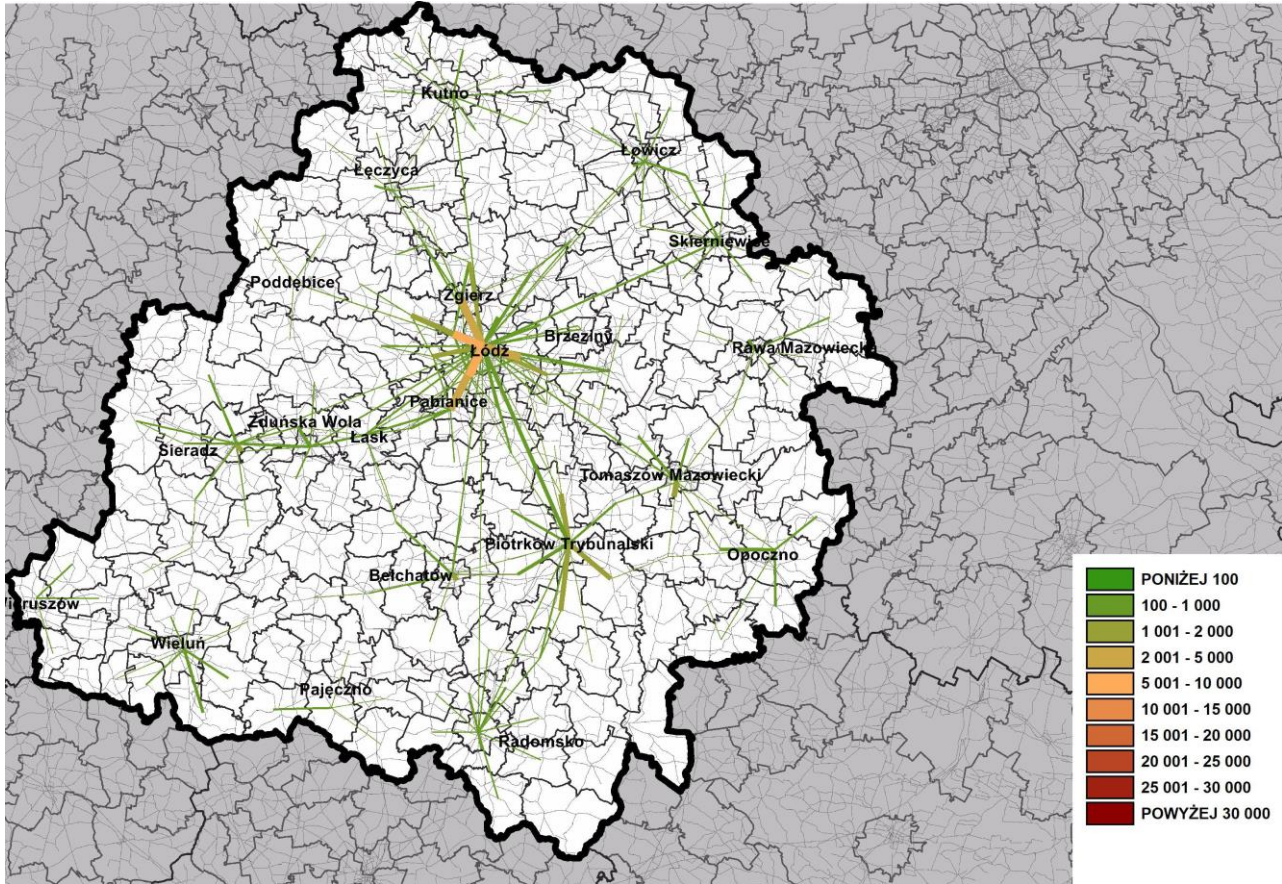 Kutno
Łowicz
Łęczyca
Skierniewice
Poddębice
Zgierz
Brzeziny
Łódź
Rawa Mazowiecka
Pabianice
Zduńska Wola
Łask
Sieradz
Tomaszów Mazowiecki
Piotrków Trybunalski
Opoczno
Bełchatów
ieruszów
Wieluń
Pajęczno
Radomsko
PONIŻEJ 100
100 - 1 000
1 001 - 2 000
2 001 - 5 000
5 001 - 10 000
10 001 - 15 000
15 001 - 20 000
20 001 - 25 000
25 001 - 30 000
POWYŻEJ 30 000